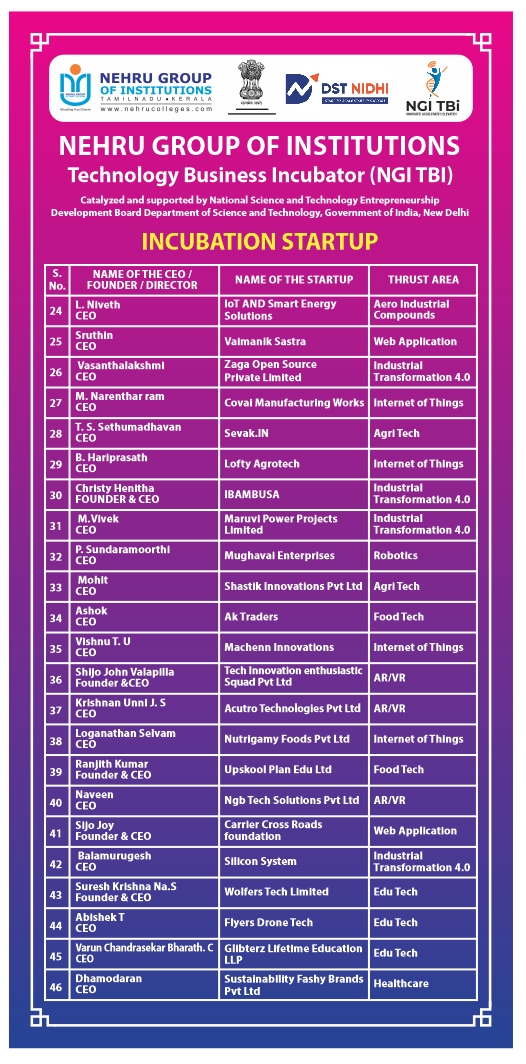 NEHRU GROUP
OF INSTITUTIONS
TAMILNADU • KERALA
www.nehrucolleges.com
DST NIDHI
NGI TBi
NEHRU GROUP OF INSTITUTIONS
Technology Business Incubator (NGI TBI)
Catalyzed and supported by National Science and Technology Entrepreneurship
Development Board Department of Science and Technology, Government of India, New Delhi
INCUBATION STARTUP
S. No. NAME OF THE CEO / FOUNDER / DIRECTOR NAME OF THE STARTUP THRUST AREA
24 L. Niveth CEO IoT AND Smart Energy Solutions Aero Industrial Compounds
25 Sruthin CEO Vaimanik Sastra Web Application
26 Vasanthalakshmi CEO Zaga Open Source Private Limited Industrial Transformation 4.0
27 M. Narenthar ram CEO Covai Manufacturing Works Internet of Things
28 T. S. Sethumadhavan CEO Sevak.IN Agri Tech
29 B. Hariprasath CEO Lofty Agrotech Internet of Things
30 Christy Henitha FOUNDER & CEO IBAMBUSA Industrial Transformation 4.0
31 M.Vivek CEO Maruvi Power Projects Limited Industrial Transformation 4.0
32 P. Sundaramoorthi CEO Mughavai Enterprises Robotics
33 Mohit CEO Shastik Innovations Pvt Ltd Agri Tech
34 Ashok CEO Ak Traders Food Tech
35 Vishnu T. U CEO Machenn Innovations Internet of Things
36 Shijo John Valapilla Founder &CEO Tech Innovation enthusiastic Squad Pvt Ltd AR/VR
37 Krishnan Unni J. S CEO Acutro Technologies Pvt Ltd AR/VR
38 Loganathan Selvam CEO Nutrigamy Foods Pvt Ltd Internet of Things
39 Ranjith Kumar Founder & CEO Upskool Plan Edu Ltd Food Tech
40 Naveen CEO Ngb Tech Solutions Pvt Ltd AR/VR
41 Sijo Joy Founder & CEO Carrier Cross Roads foundation Web Application
42 Balamurugesh CEO Silicon System Industrial Transformation 4.0
43 Suresh Krishna Na.S Founder & CEO Wolfers Tech Limited Edu Tech
44 Abishek T CEO Flyers Drone Tech Edu Tech
45 Varun Chandrasekar Bharath. C CEO Glibterz Lifetime Education LLP Edu Tech
46 Dhamodaran CEO Sustainability Fashy Brands Pvt Ltd Healthcare